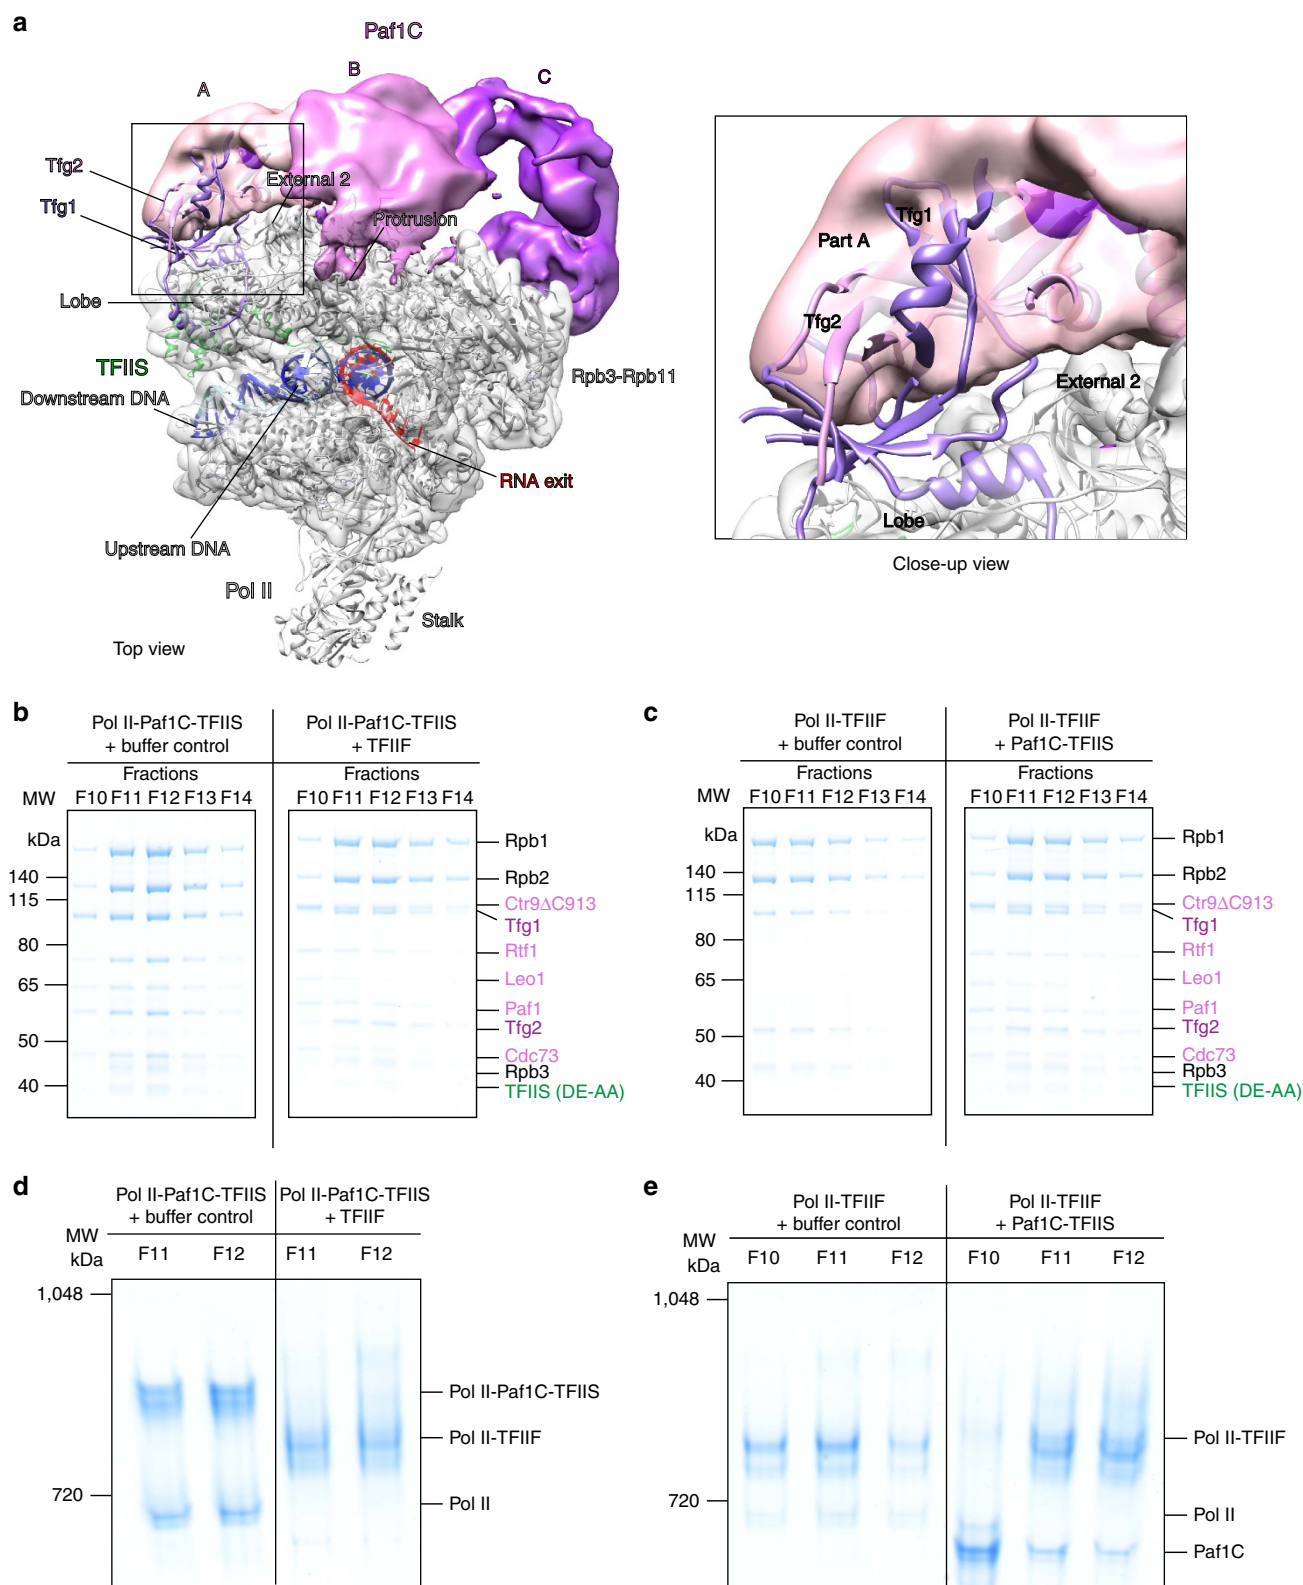 a
Paf1C
A
B
C
Tfg2
Tfg1
External 2
Protrusion
Lobe
TFIIS
Downstream DNA
Rpb3-Rpb11
RNA exit
Upstream DNA
Pol II
Stalk
Top view
Part A
Tfg1
Tfg2
External 2
Lobe
Close-up view
b
Pol II-Paf1C-TFIIS
+ buffer control
Pol II-Paf1C-TFIIS
+ TFIIF
Fractions
Fractions
MW
F10 F11 F12 F13 F14
F10 F11 F12 F13 F14
kDa
140
115
80
65
50
40
Rpb1
Rpb2
Ctr9ΔC913
Tfg1
Rtf1
Leo1
Paf1
Tfg2
Cdc73
Rpb3
TFIIS (DE-AA)
c
Pol II-TFIIF
+ buffer control
Pol II-TFIIF
+ Paf1C-TFIIS
Fractions
Fractions
MW
F10 F11 F12 F13 F14
F10 F11 F12 F13 F14
kDa
140
115
80
65
50
40
Rpb1
Rpb2
Ctr9ΔC913
Tfg1
Rtf1
Leo1
Paf1
Tfg2
Cdc73
Rpb3
TFIIS (DE-AA)
d
Pol II-Paf1C-TFIIS
+ buffer control
Pol II-Paf1C-TFIIS
+ TFIIF
MW
kDa
F11 F12
F11 F12
1,048
720
Pol II-Paf1C-TFIIS
Pol II-TFIIF
Pol II
e
Pol II-TFIIF
+ buffer control
Pol II-TFIIF
+ Paf1C-TFIIS
MW
kDa
F10 F11 F12
F10 F11 F12
1,048
720
Pol II-TFIIF
Pol II
Paf1C